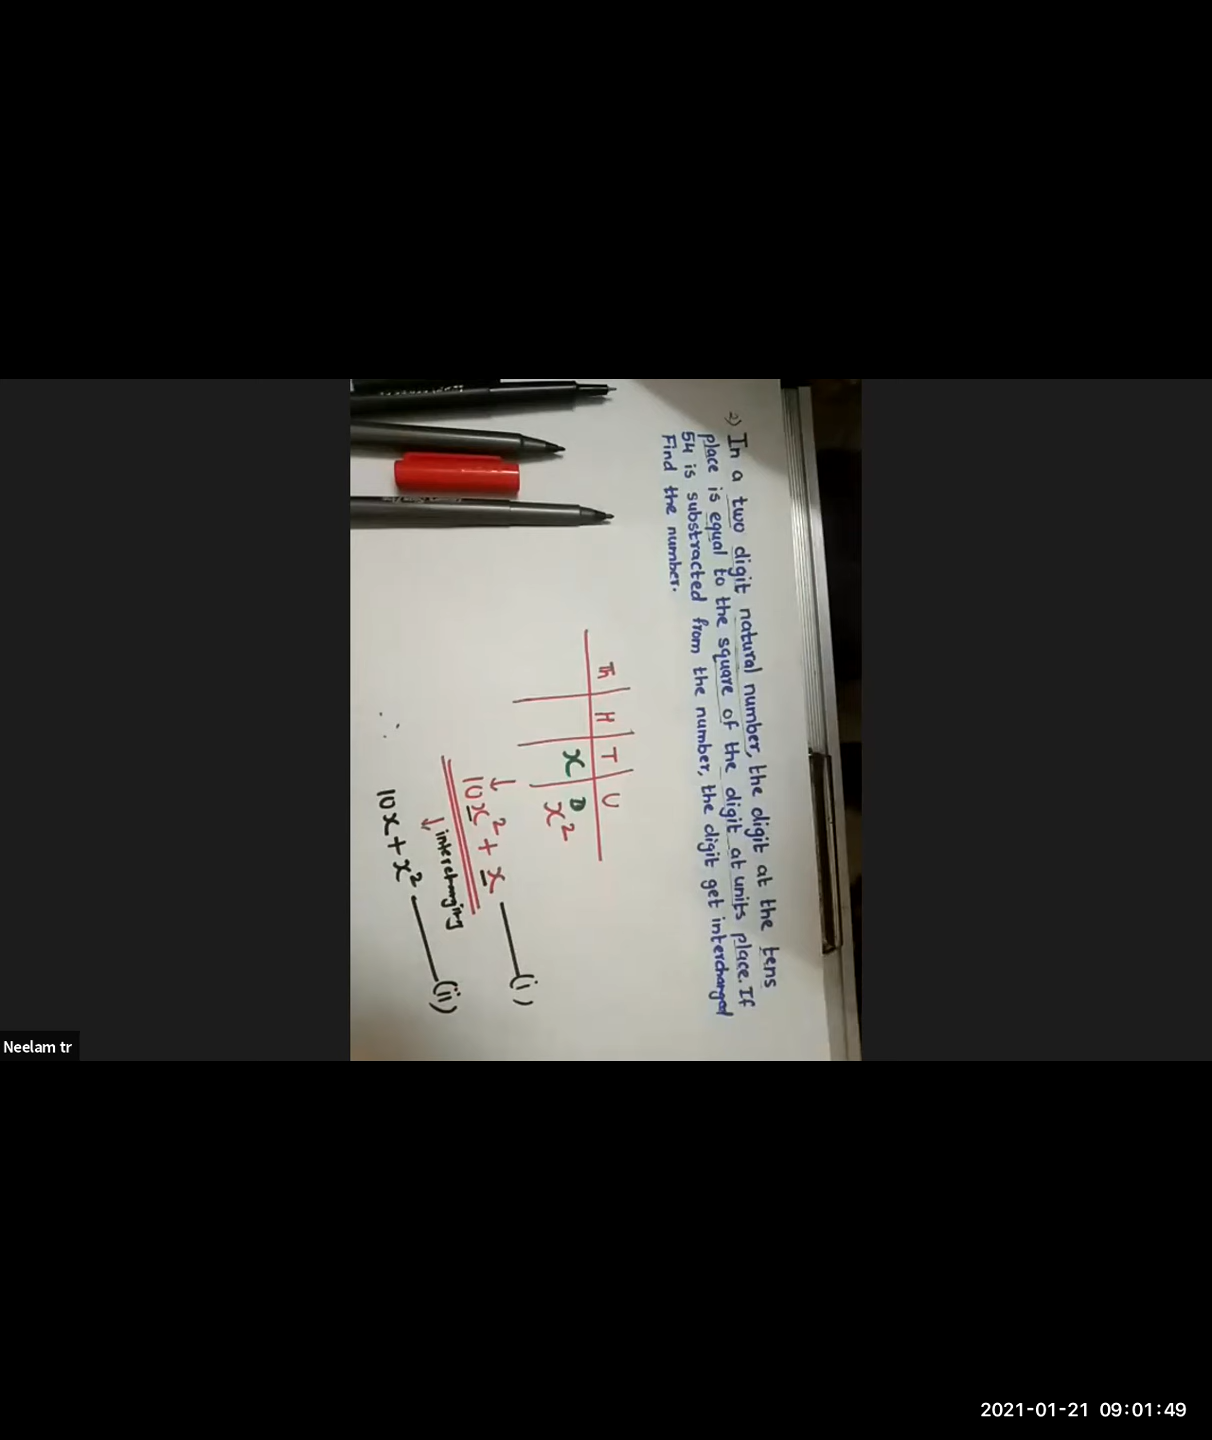 2) In a two digit natural number, the digit at the tens
place is equal to the square of the digit at units place. If
54 is substracted from the number, the digit get interchanged
Find the number.
Th H T U
x x²
10x² + x (i)
interchanging
10x + x² (ii)
∴
Neelam tr
2021-01-21 09:01:49